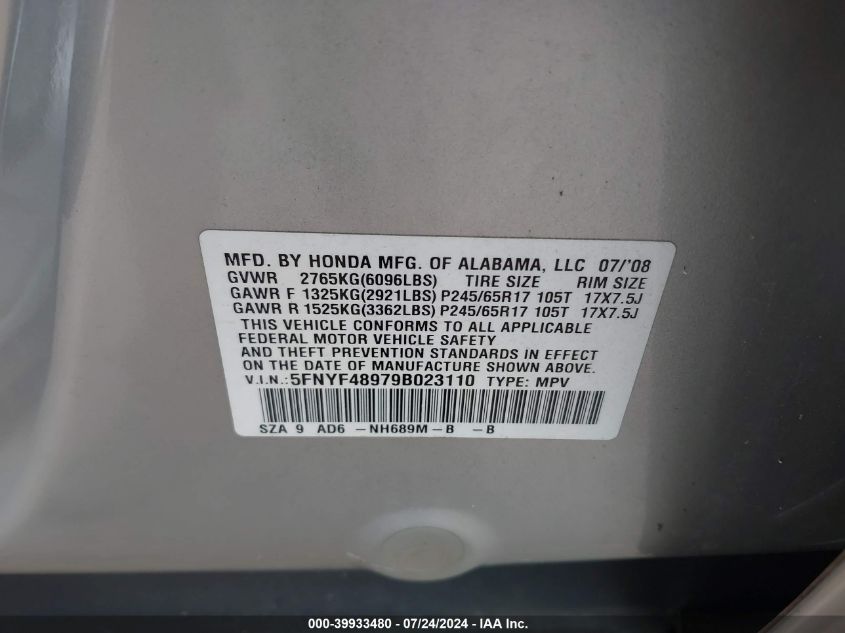 MFD. BY HONDA MFG. OF ALABAMA, LLC 07/'08
GVWR 2765KG(6096LBS) TIRE SIZE RIM SIZE
GAWR F 1325KG(2921LBS) P245/65R17 105T 17X7.5J
GAWR R 1525KG(3362LBS) P245/65R17 105T 17X7.5J
THIS VEHICLE CONFORMS TO ALL APPLICABLE
FEDERAL MOTOR VEHICLE SAFETY
AND THEFT PREVENTION STANDARDS IN EFFECT
ON THE DATE OF MANUFACTURE SHOWN ABOVE.
V.I.N.:5FNYF48979B023110 TYPE: MPV
SZA 9 AD6 -NH689M-B -B
000-39933480 - 07/24/2024 - IAA Inc.